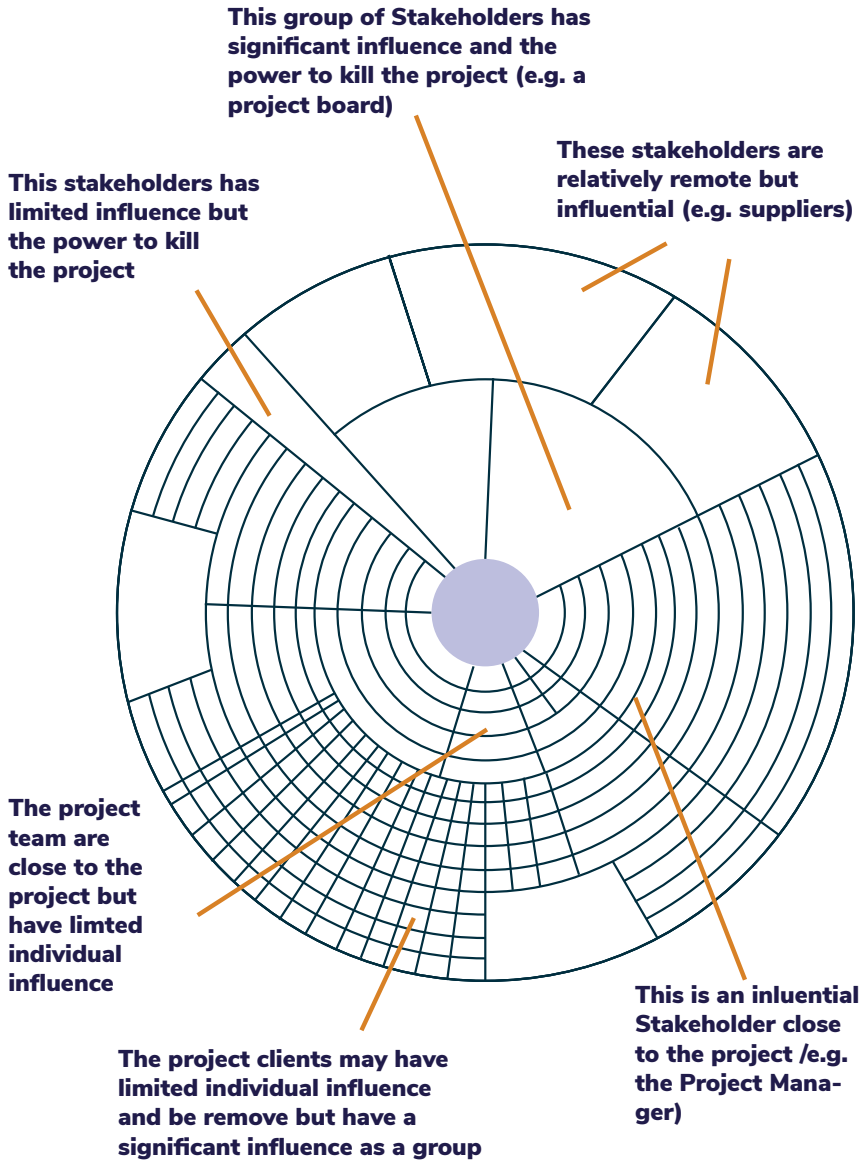 This group of Stakeholders has
significant influence and the
power to kill the project (e.g. a
project board)
These stakeholders are
relatively remote but
influential (e.g. suppliers)
This stakeholders has
limited influence but
the power to kill
the project
The project
team are
close to the
project but
have limted
individual
influence
This is an inluential
Stakeholder close
to the project /e.g.
the Project Mana-
ger)
The project clients may have
limited individual influence
and be remove but have a
significant influence as a group